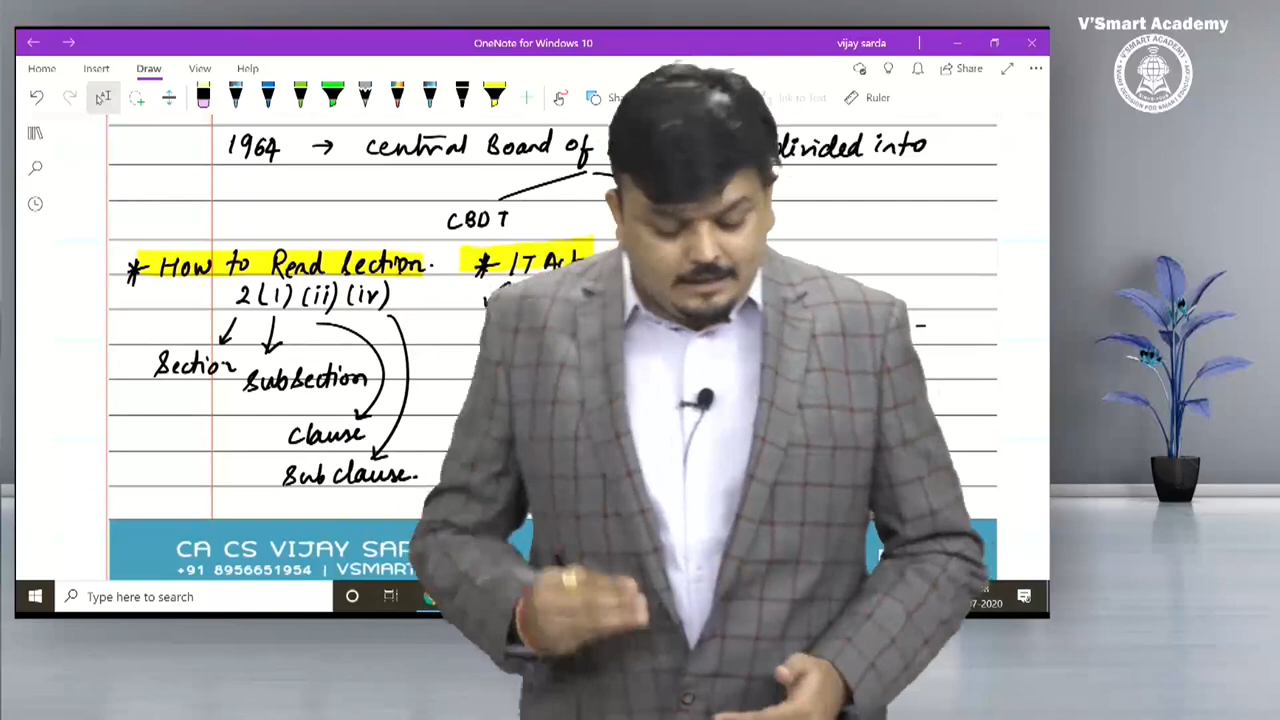 V'Smart Academy
OneNote for Windows 10
vijay sarda
Home Insert Draw View Help
Share
Ruler
1964 → central Board of
divided into
CBDT
* How to Read Section.
* IT Act
2(1)(ii)(iv)
Section
Subsection
Clause
Sub clause.
CA CS VIJAY SAR
+91 8956651954 | VSMART
Type here to search
07-2020